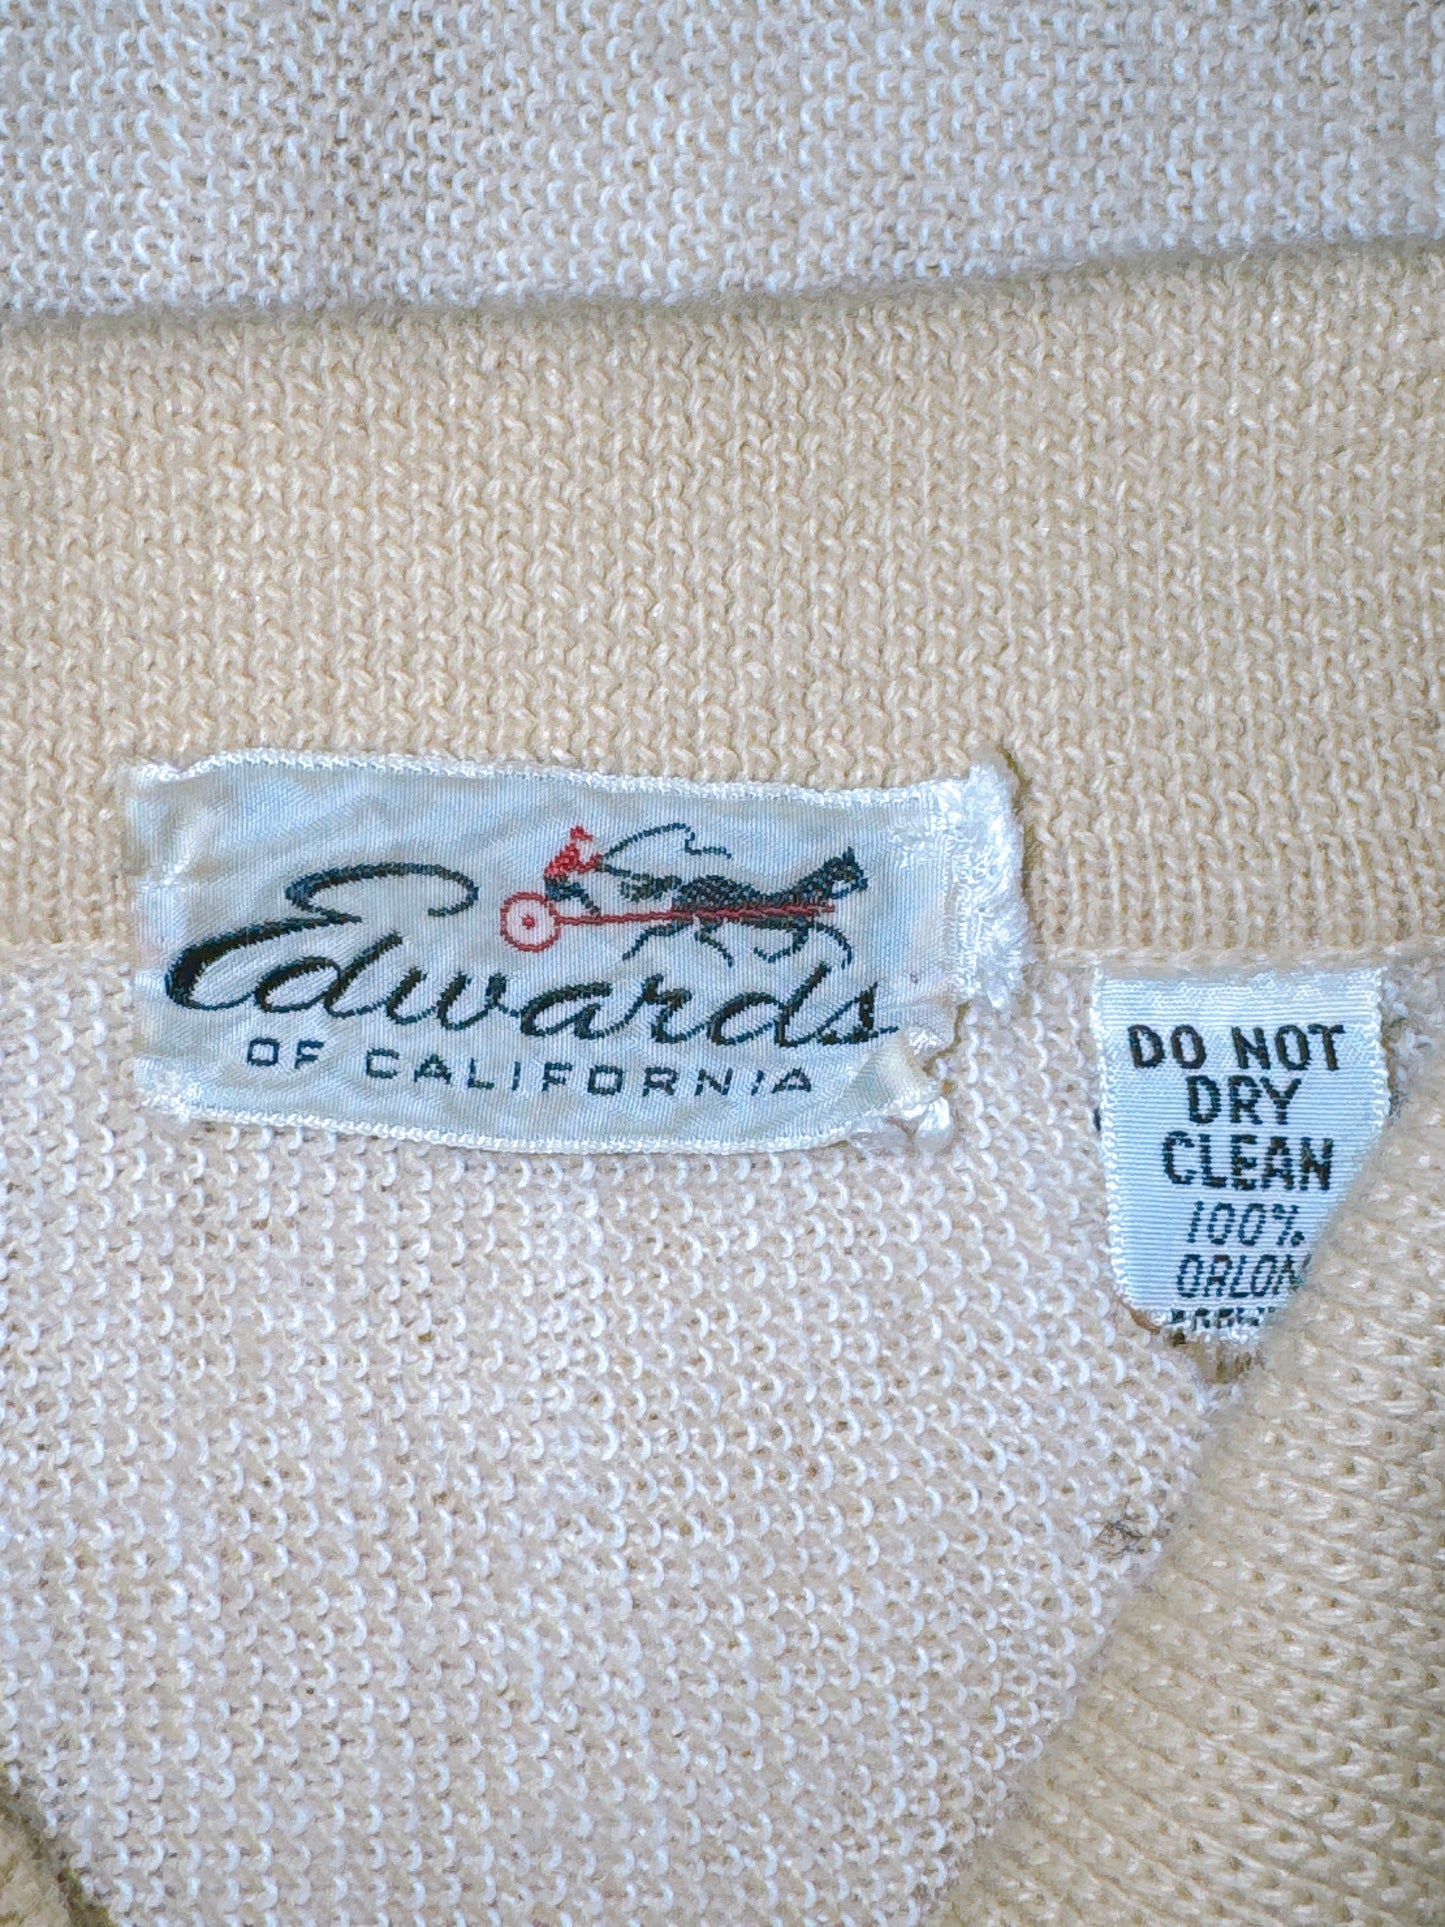 Edwards
OF CALIFORNIA
DO NOT
DRY
CLEAN
100%
ORLON